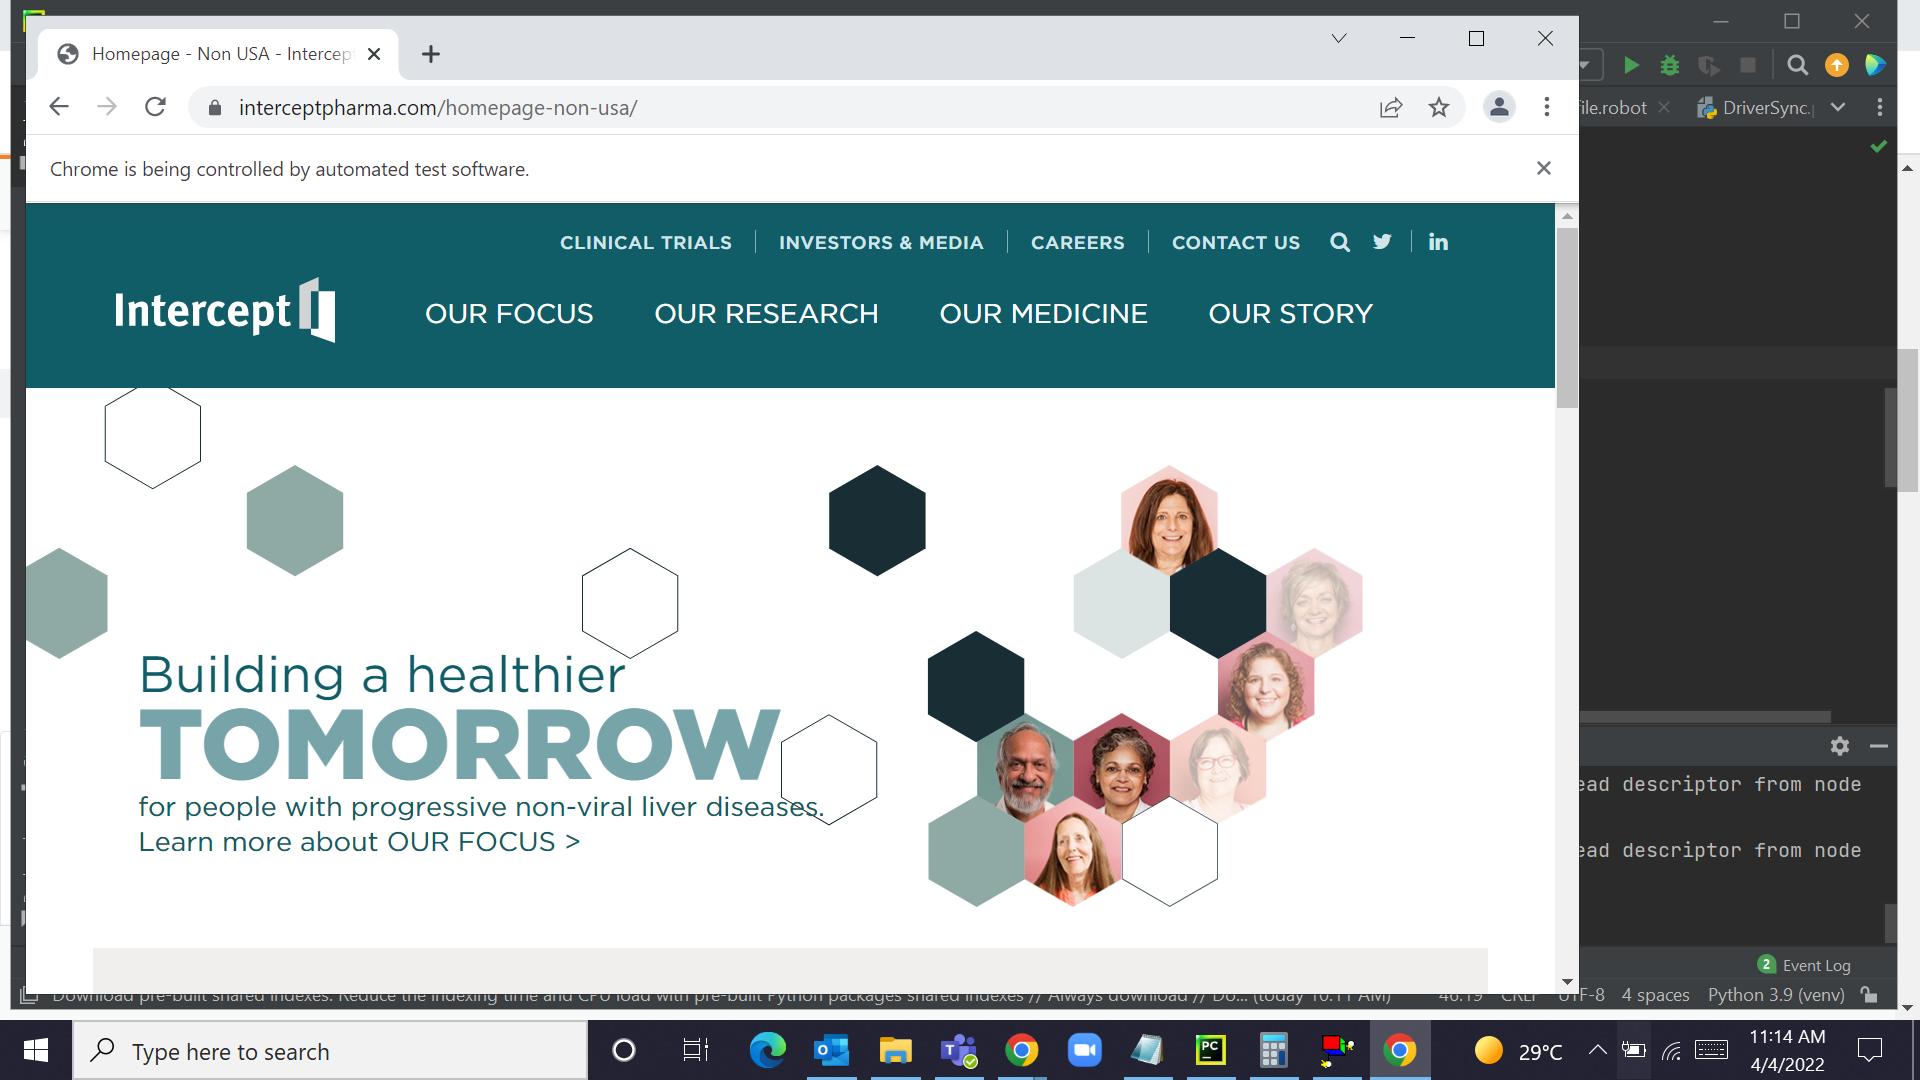 Homepage - Non USA - Intercep
interceptpharma.com/homepage-non-usa/
ile.robot
DriverSync.
Chrome is being controlled by automated test software.
CLINICAL TRIALS
INVESTORS & MEDIA
CAREERS
CONTACT US
in
Intercept
OUR FOCUS
OUR RESEARCH
OUR MEDICINE
OUR STORY
Building a healthier
TOMORROW
for people with progressive non-viral liver diseases.
Learn more about OUR FOCUS >
ead descriptor from node
ead descriptor from node
2 Event Log
Download pre-built shared indexes: Reduce the indexing time and CPU load with pre-built Python packages shared indexes // Always download // Do... (today 10:11 AM)
46:19 CRLF UTF-8 4 spaces Python 3.9 (venv)
Type here to search
PC
29°C
11:14 AM
4/4/2022